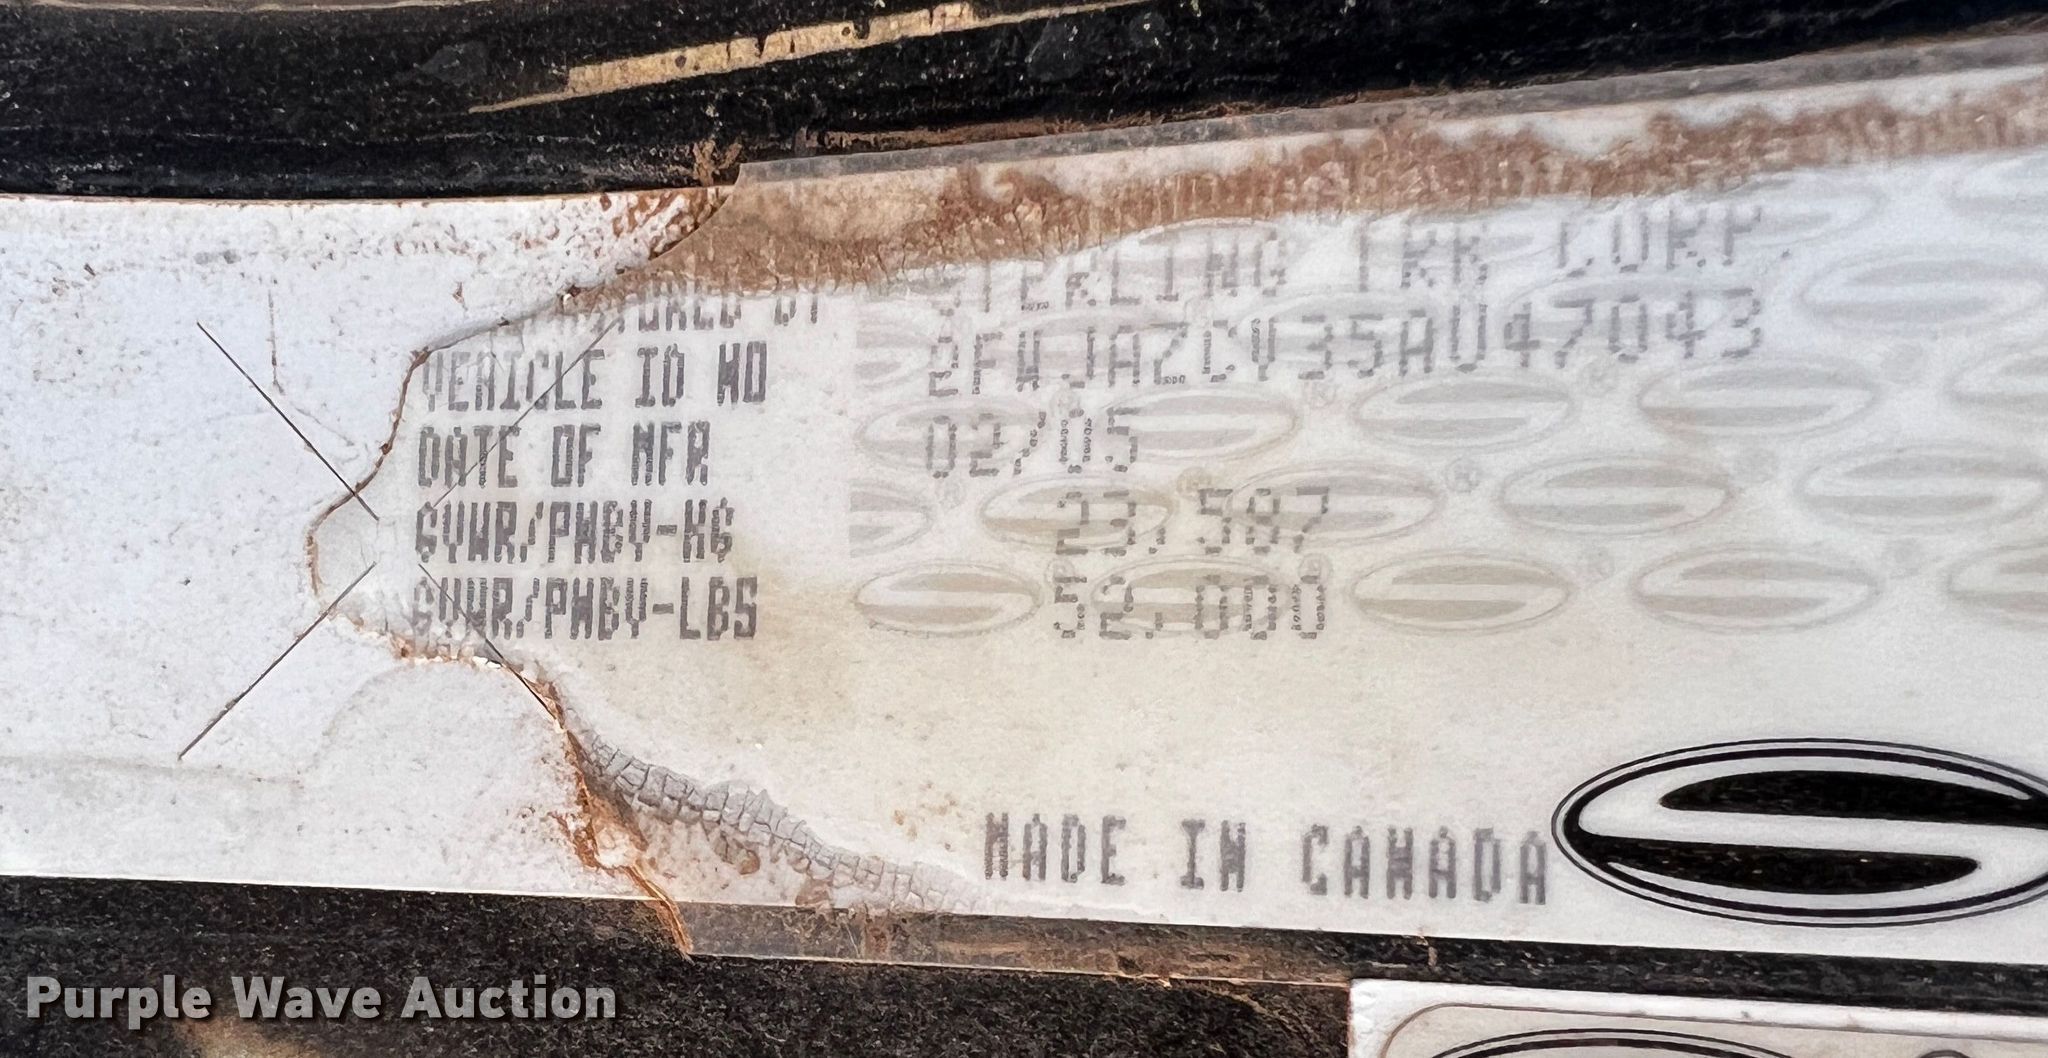 BY STERLING TRK CORP.
VEHICLE ID NO 2FWJAZCV35AU47043
DATE OF MFR 02/05
GVWR/PNBV-KG 23,587
GVWR/PNBV-LBS 52,000
MADE IN CANADA
Purple Wave Auction